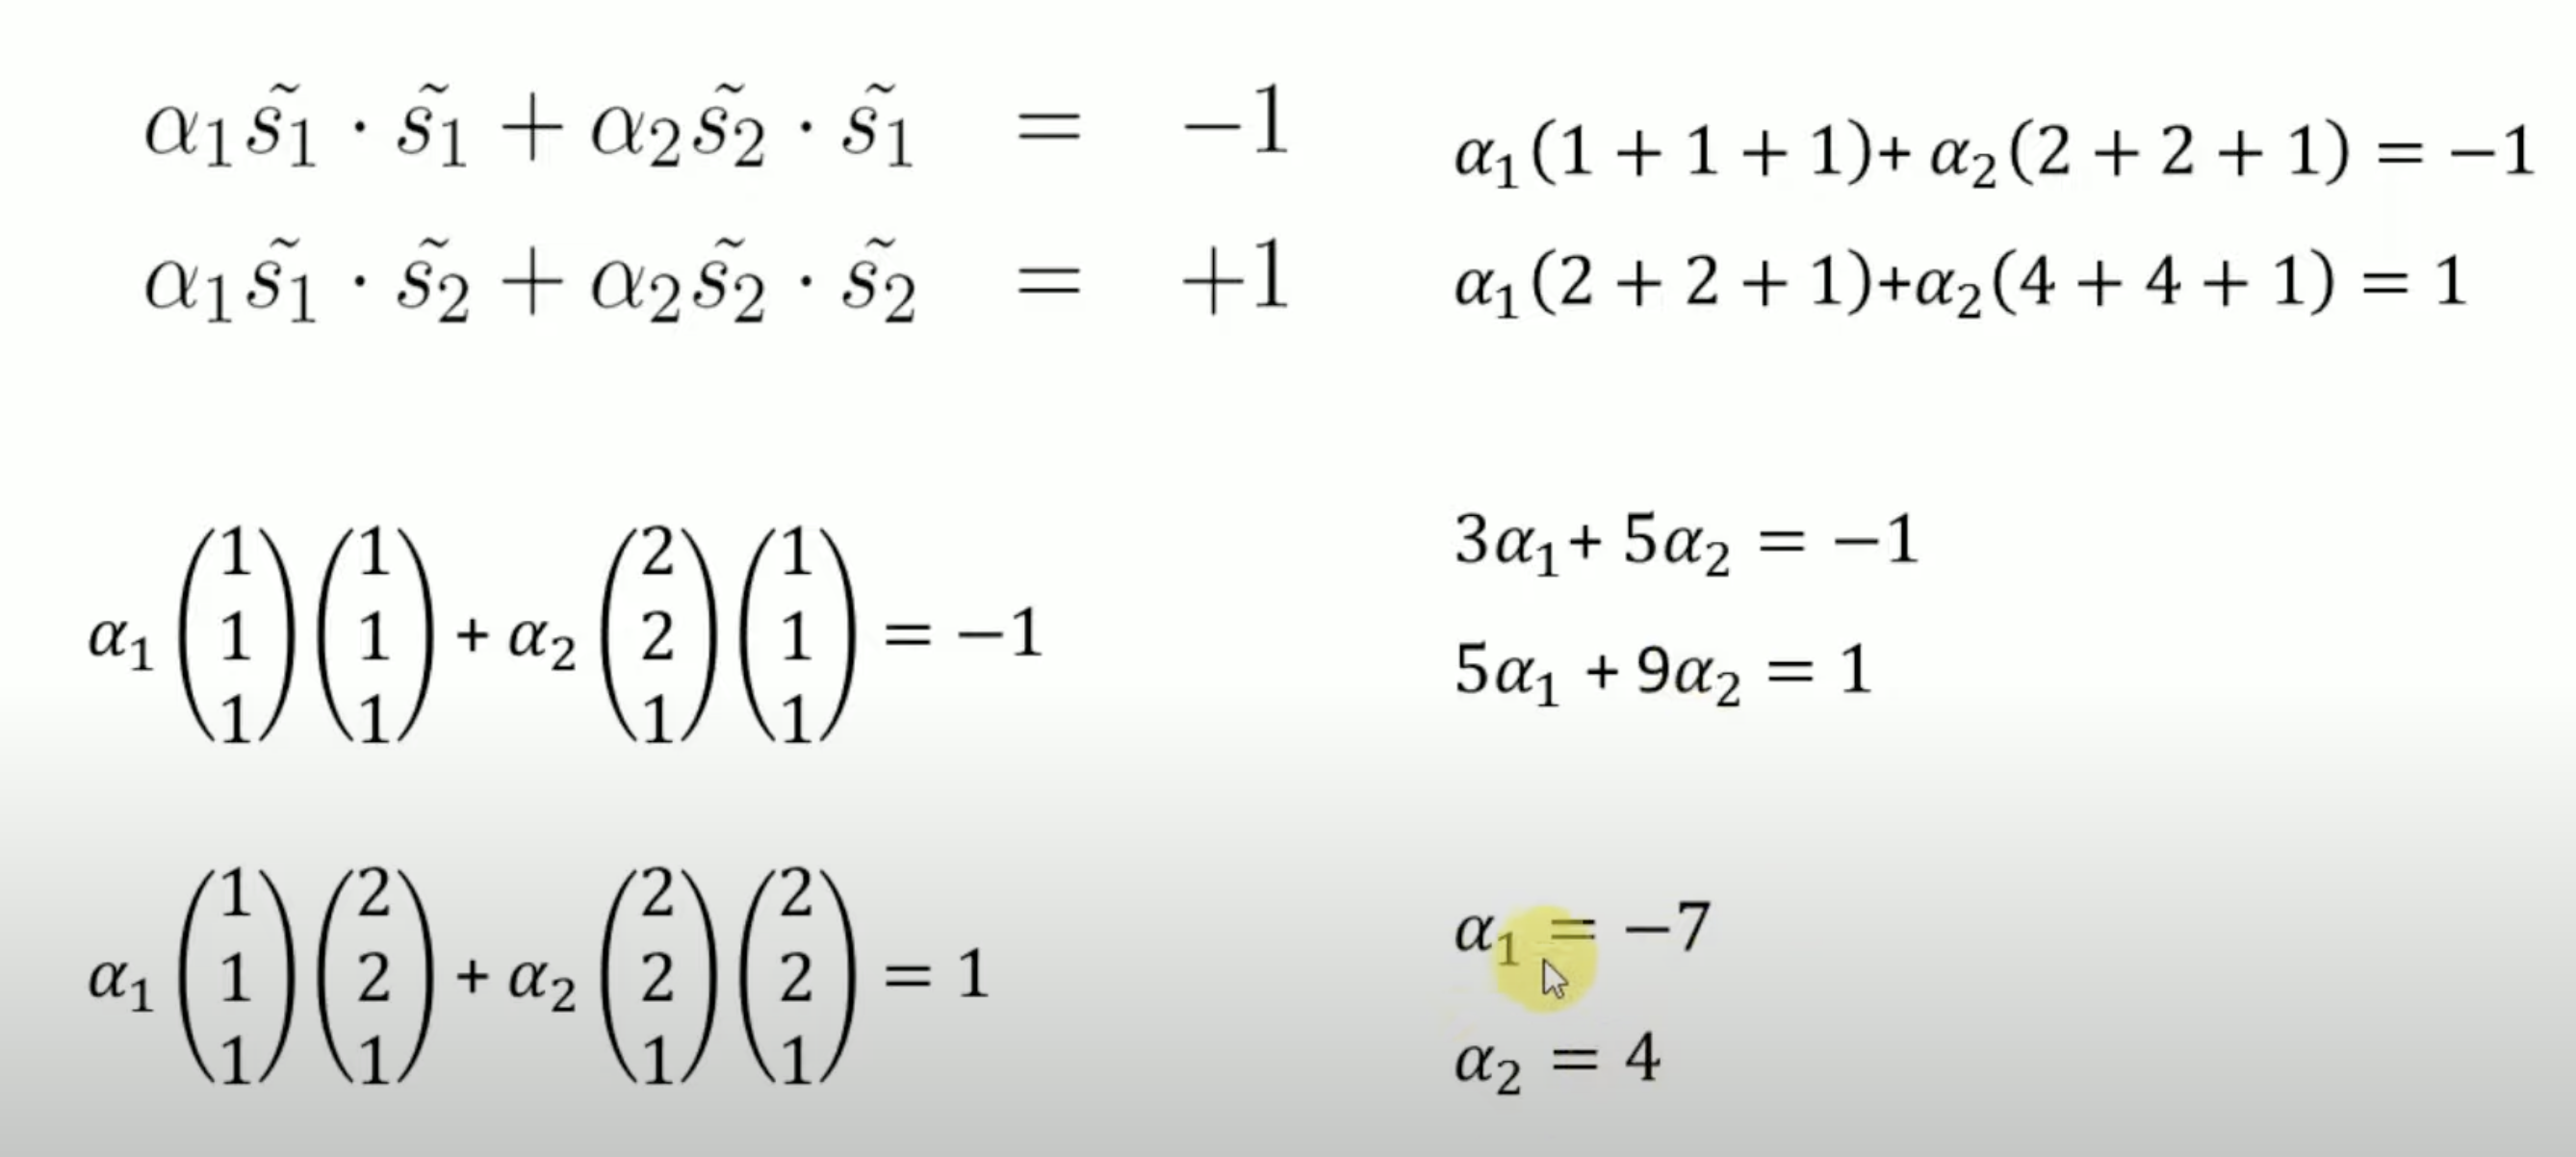 α₁s̃₁ · s̃₁ + α₂s̃₂ · s̃₁ = −1
α₁s̃₁ · s̃₂ + α₂s̃₂ · s̃₂ = +1
α₁(1 1 1)(1 1 1) + α₂(2 2 1)(1 1 1) = −1
α₁(1 1 1)(2 2 1) + α₂(2 2 1)(2 2 1) = 1
α₁(1 + 1 + 1)+ α₂(2 + 2 + 1) = −1
α₁(2 + 2 + 1)+α₂(4 + 4 + 1) = 1
3α₁+ 5α₂ = −1
5α₁ + 9α₂ = 1
α₁ = −7
α₂ = 4